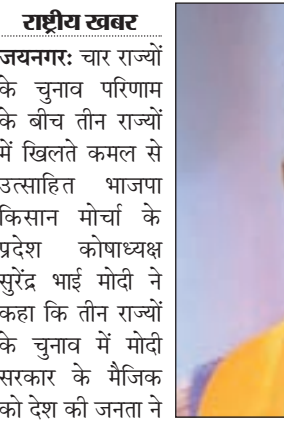 राष्ट्रीय खबर
जयनगर: चार राज्यों
के चुनाव परिणाम
के बीच तीन राज्यों
में खिलते कमल से
उत्साहित भाजपा
किसान मोर्चा के
प्रदेश कोषाध्यक्ष
सुरेंद्र भाई मोदी ने
कहा कि तीन राज्यों
के चुनाव में मोदी
सरकार के मैजिक
को देश की जनता ने